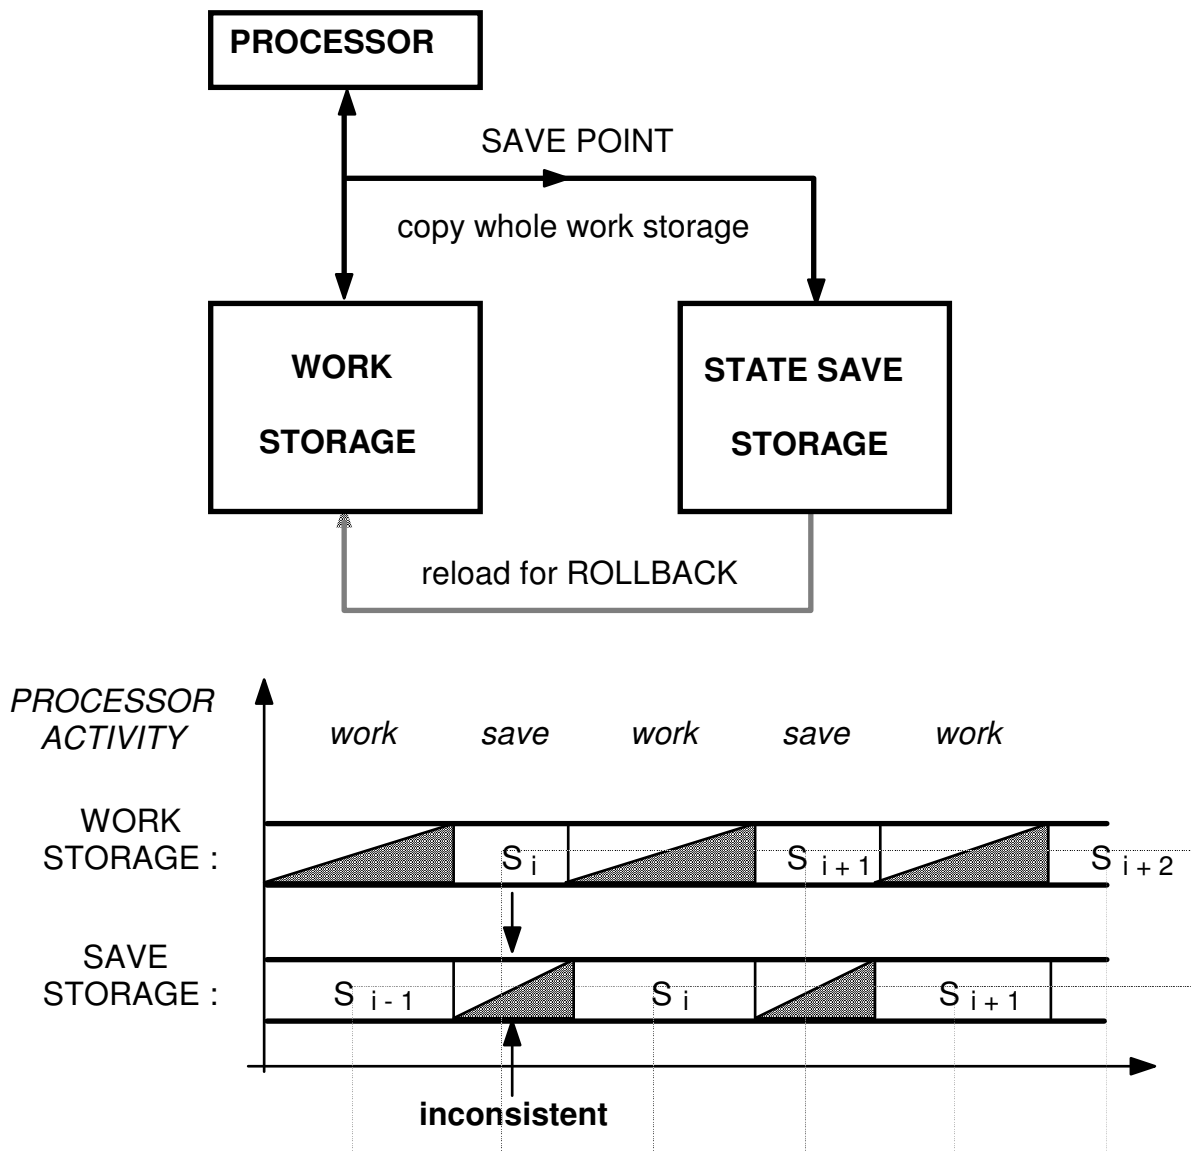 PROCESSOR
SAVE POINT
copy whole work storage
WORK
STORAGE
STATE SAVE
STORAGE
reload for ROLLBACK
PROCESSOR
ACTIVITY
work save work save work
WORK
STORAGE :
S i S i + 1 S i + 2
SAVE
STORAGE :
S i - 1 S i S i + 1
inconsistent